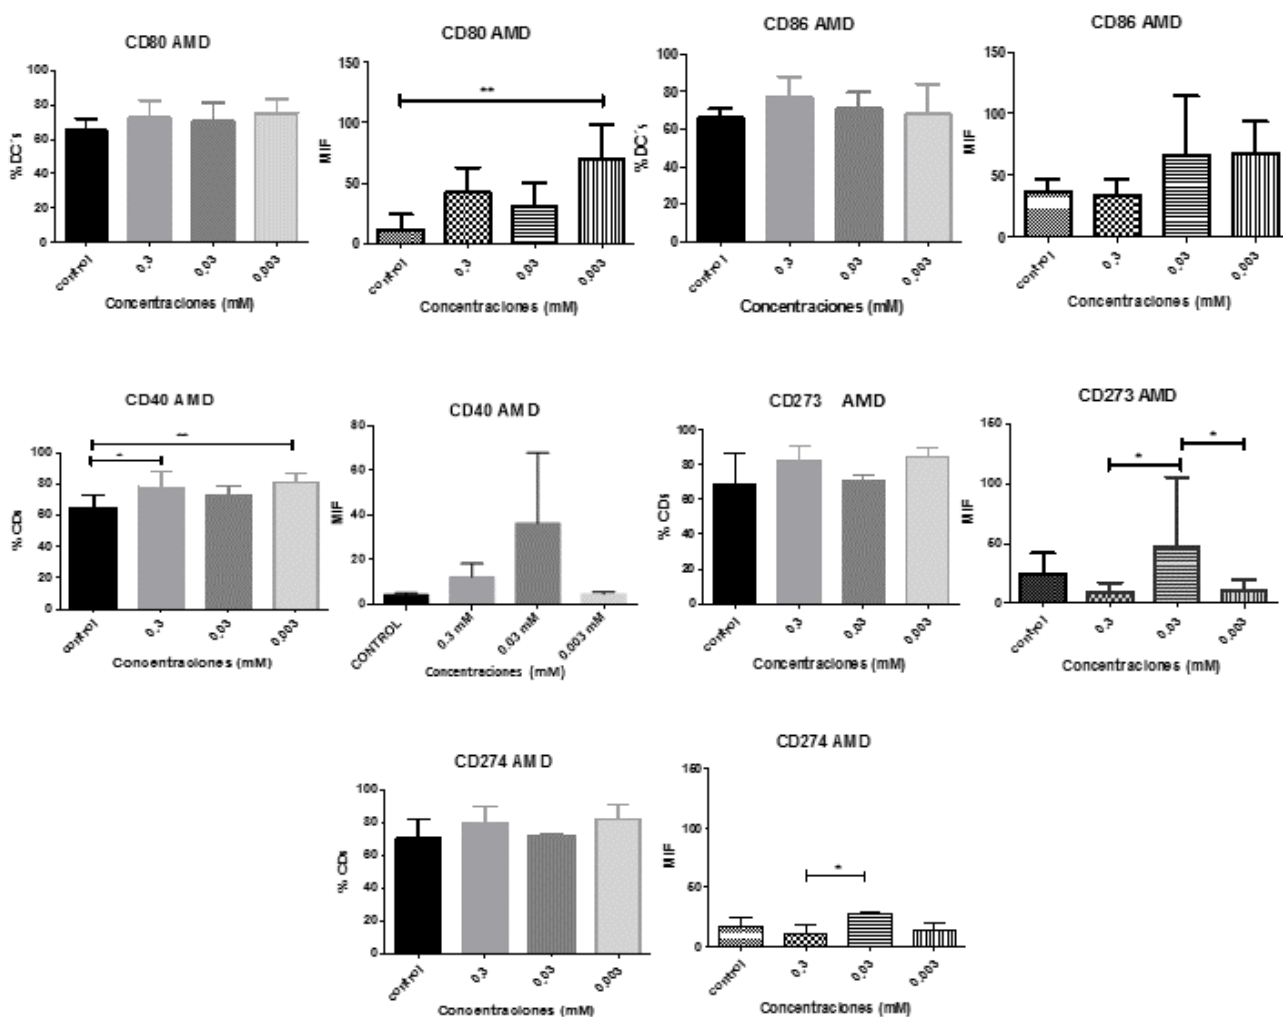 CD80 AMD
% DC´s
100
80
60
40
20
0
control
0,3
0,03
0,003
Concentraciones (mM)
CD80 AMD
MIF
150
100
50
0
**
control
0,3
0,03
0,003
Concentraciones (mM)
CD86 AMD
% DC´s
100
80
60
40
20
0
control
0,3
0,03
0,003
Concentraciones (mM)
CD86 AMD
MIF
150
100
50
0
control
0,3
0,03
0,003
Concentraciones (mM)
CD40 AMD
% CDs
100
80
60
40
20
0
*
**
control
0,3
0,03
0,003
Concentraciones (mM)
CD40 AMD
MIF
80
60
40
20
0
CONTROL
0.3 mM
0.03 mM
0.003 mM
Concentraciones (mM)
CD273 AMD
% CDs
100
80
60
40
20
0
control
0,3
0,03
0,003
Concentraciones (mM)
CD273 AMD
MIF
150
100
50
0
*
*
control
0,3
0,03
0,003
Concentraciones (mM)
CD274 AMD
% CDs
100
80
60
40
20
0
control
0,3
0,03
0,003
Concentraciones (mM)
CD274 AMD
MIF
150
100
50
0
*
control
0,3
0,03
0,003
Concentraciones (mM)